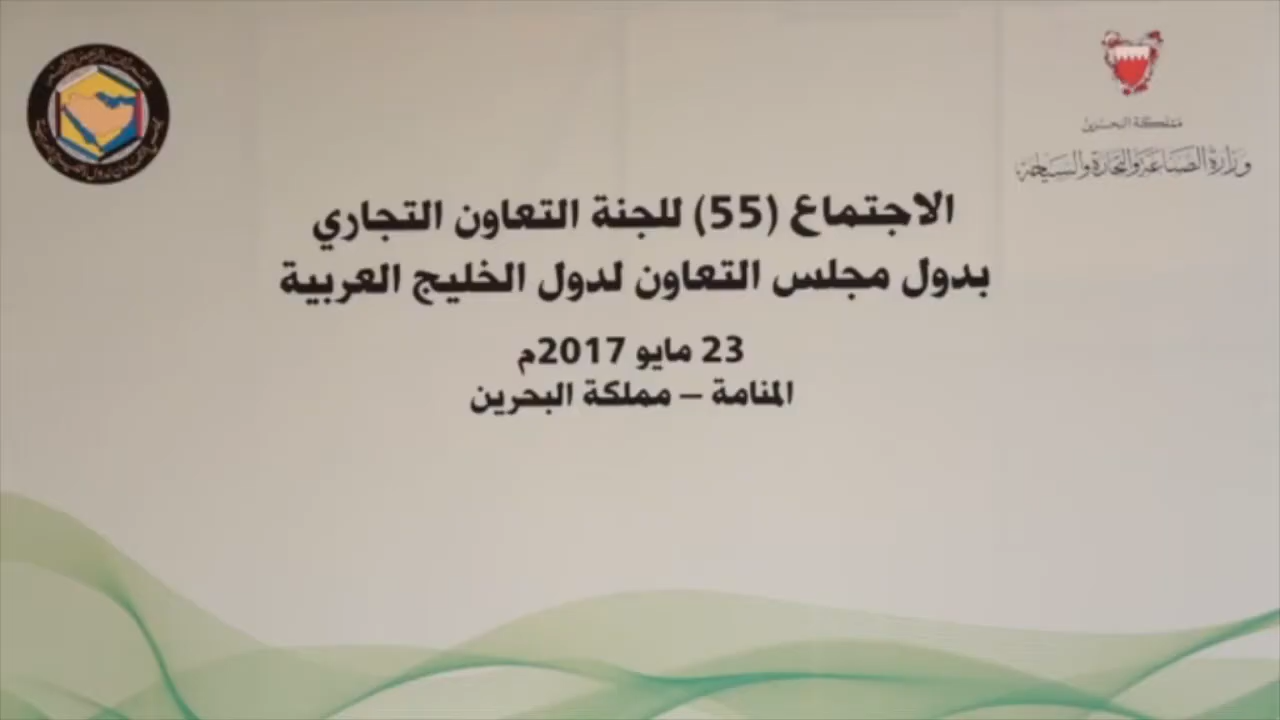 مملكة البحرين
وزارة الصناعة والتجارة والسياحة
الاجتماع (55) للجنة التعاون التجاري
بدول مجلس التعاون لدول الخليج العربية
23 مايو 2017م
المنامة – مملكة البحرين